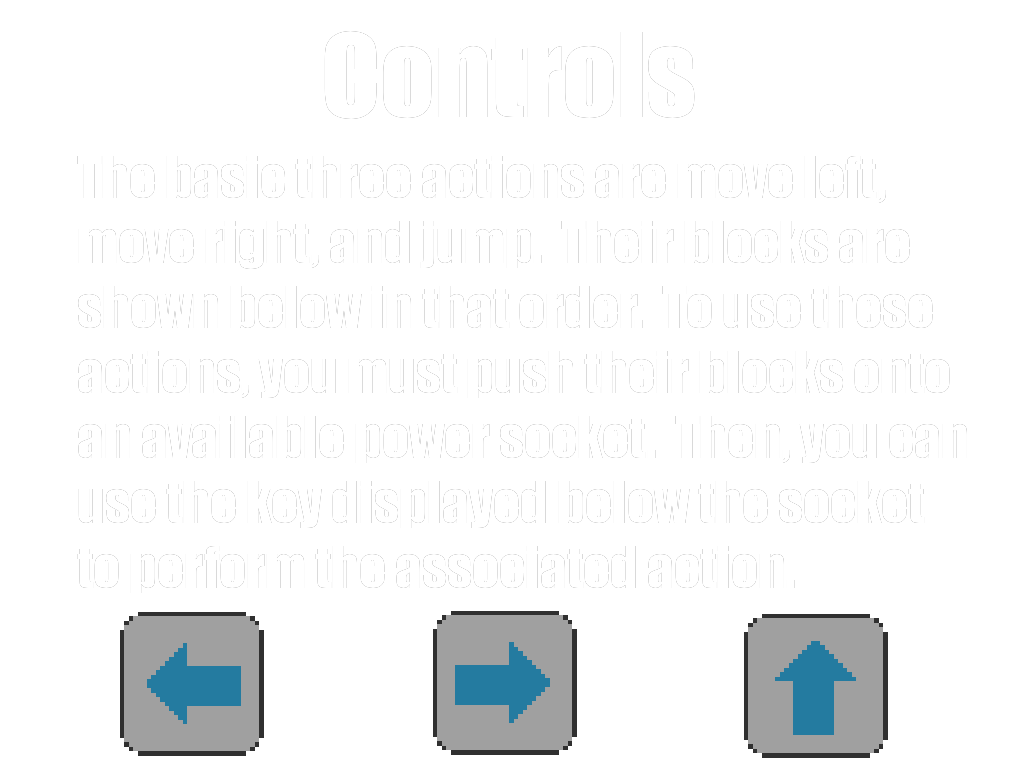 Controls
The basic three actions are move left,
move right, and jump. Their blocks are
shown below in that order. To use these
actions, you must push their blocks onto
an available power socket. Then, you can
use the key displayed below the socket
to perform the associated action.